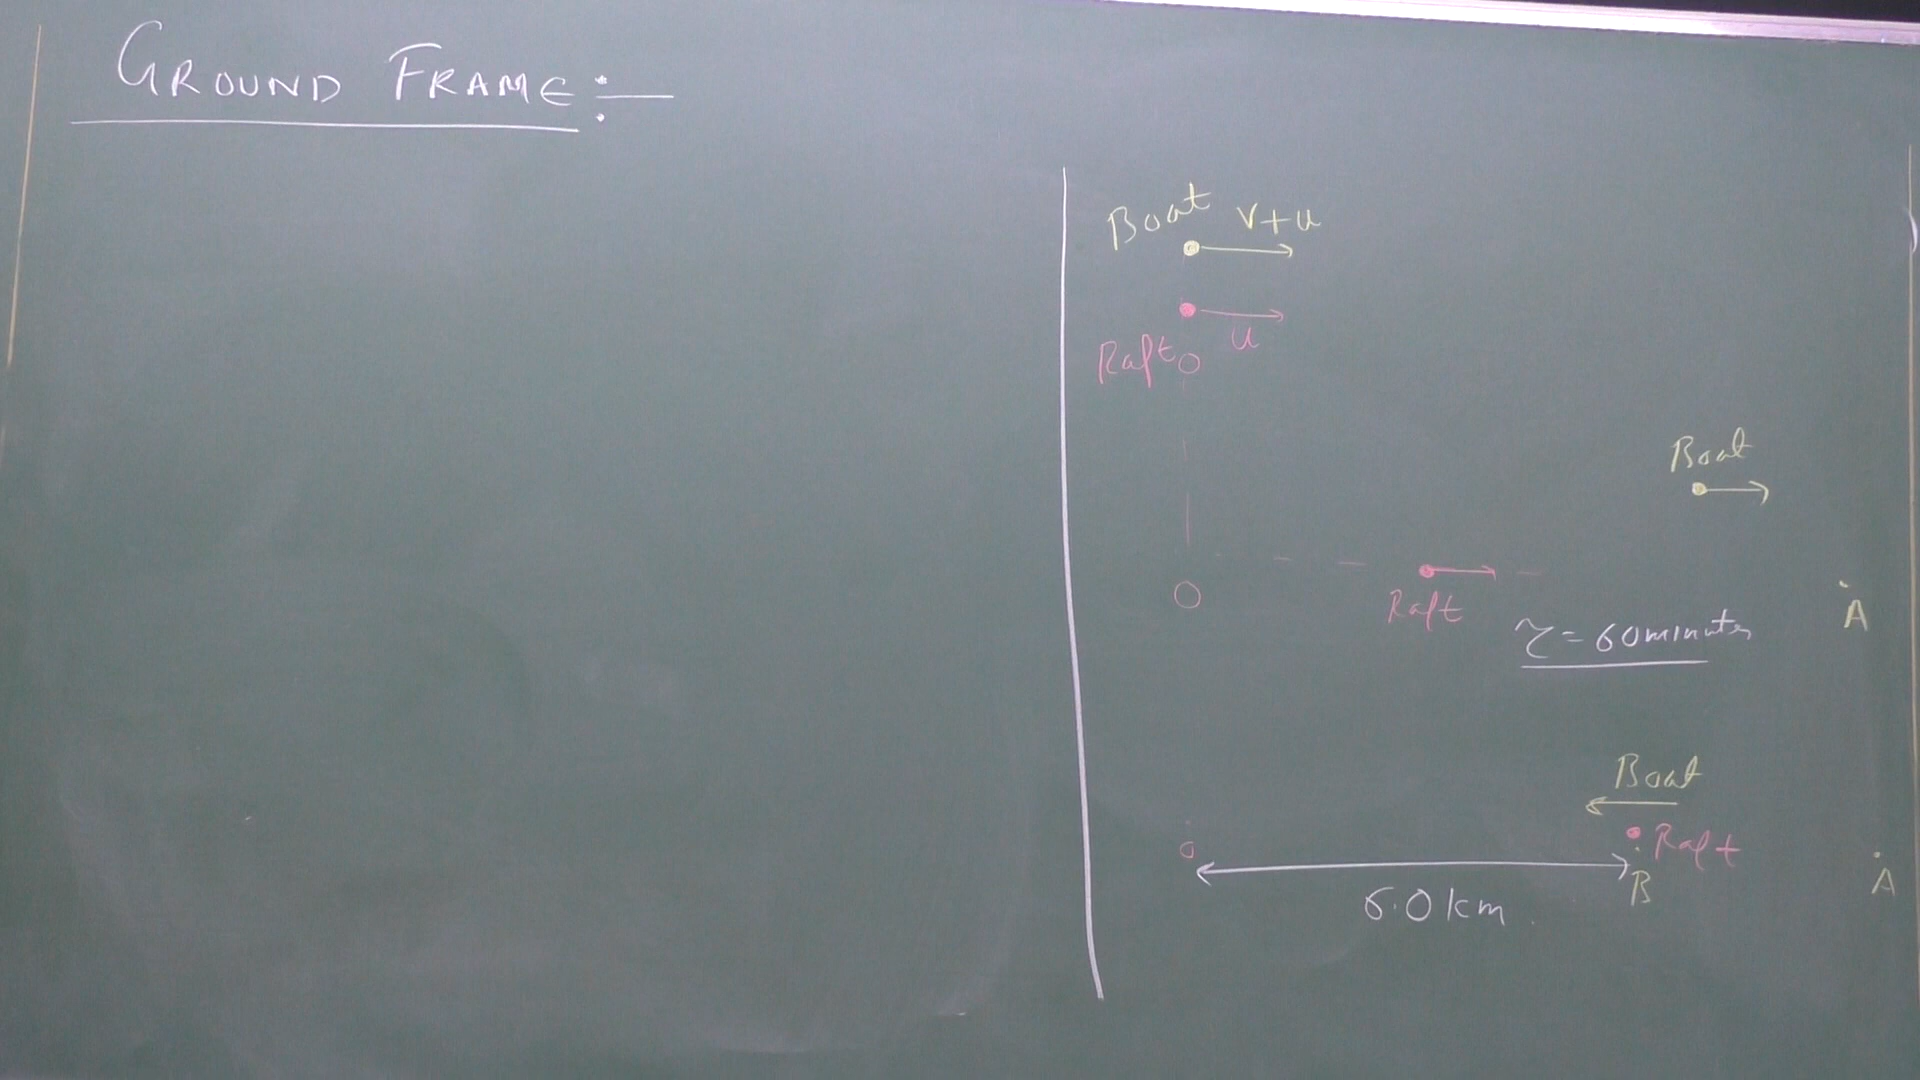 GROUND FRAME:—
Boat v+u
u
Raft O
Boat
O
Raft
A
τ = 60 minutes
Boat
O
Raft
B
A
6.0 km